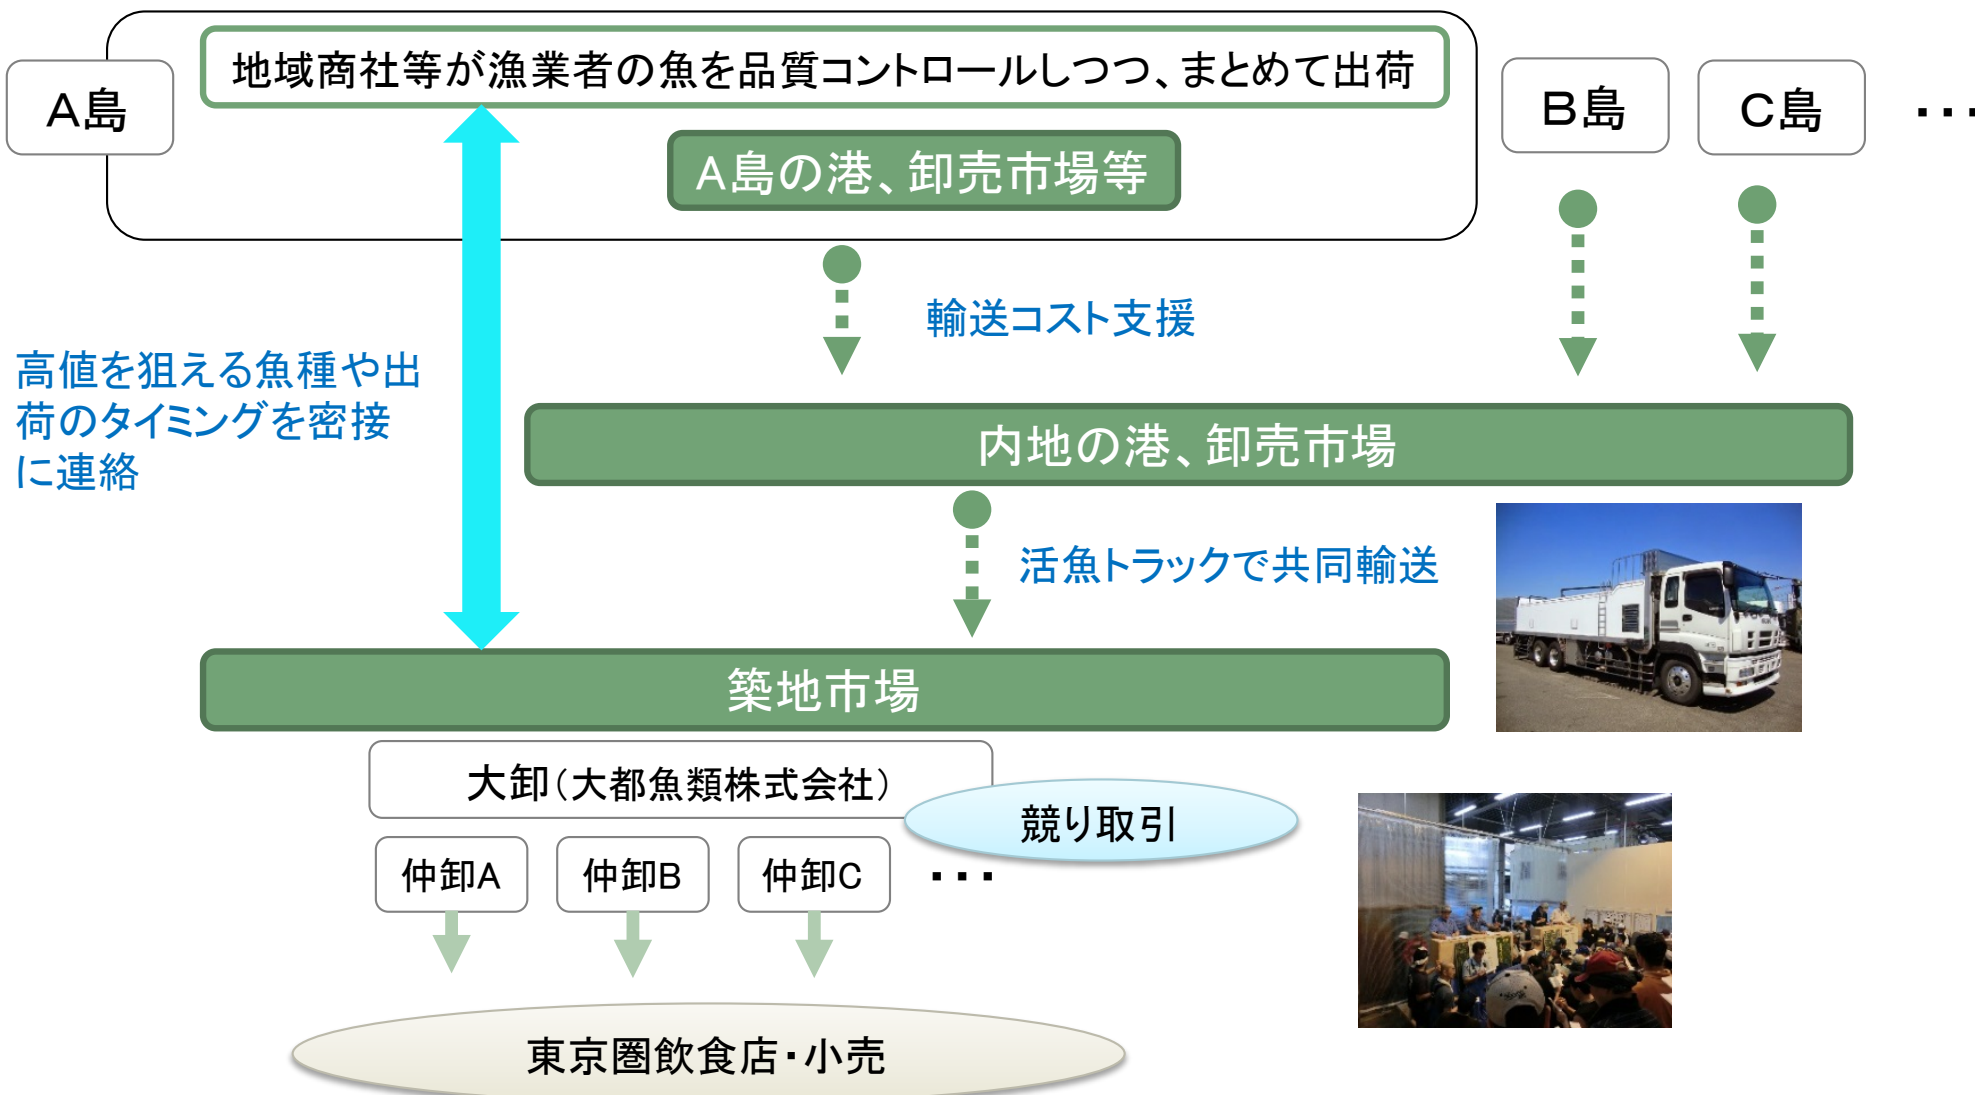 地域商社等が漁業者の魚を品質コントロールしつつ、まとめて出荷
A島
B島
C島
・・・
A島の港、卸売市場等
輸送コスト支援
高値を狙える魚種や出
荷のタイミングを密接
に連絡
内地の港、卸売市場
活魚トラックで共同輸送
築地市場
大卸（大都魚類株式会社）
競り取引
仲卸A
仲卸B
仲卸C
・・・
東京圏飲食店・小売